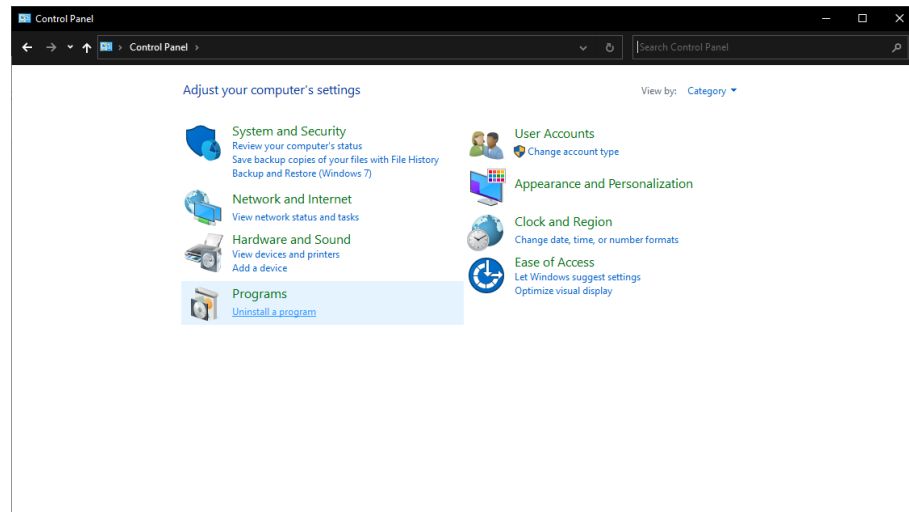 Control Panel
Control Panel
Search Control Panel
Adjust your computer's settings
View by: Category
System and Security
Review your computer's status
Save backup copies of your files with File History
Backup and Restore (Windows 7)
Network and Internet
View network status and tasks
Hardware and Sound
View devices and printers
Add a device
Programs
Uninstall a program
User Accounts
Change account type
Appearance and Personalization
Clock and Region
Change date, time, or number formats
Ease of Access
Let Windows suggest settings
Optimize visual display